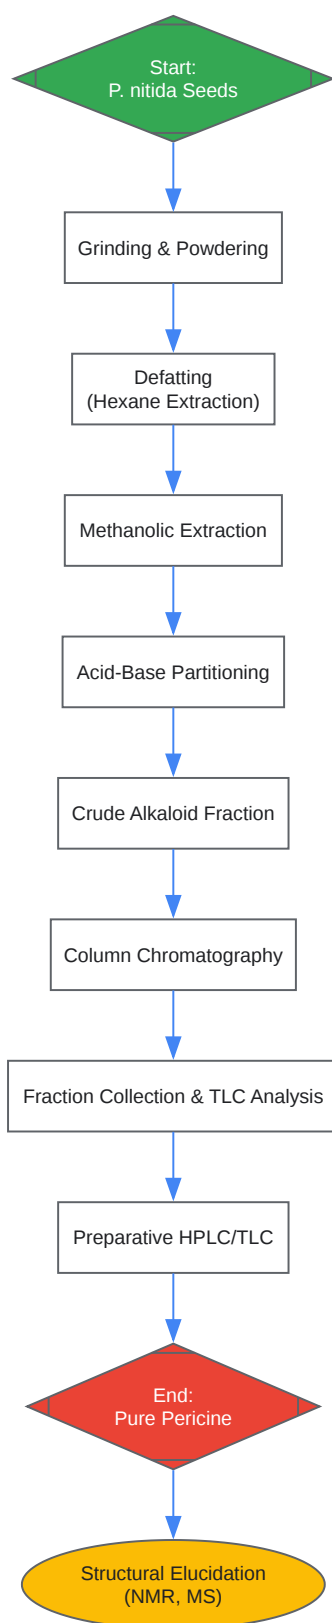 Start:
P. nitida Seeds
Grinding & Powdering
Defatting
(Hexane Extraction)
Methanolic Extraction
Acid-Base Partitioning
Crude Alkaloid Fraction
Column Chromatography
Fraction Collection & TLC Analysis
Preparative HPLC/TLC
End:
Pure Pericine
Structural Elucidation
(NMR, MS)